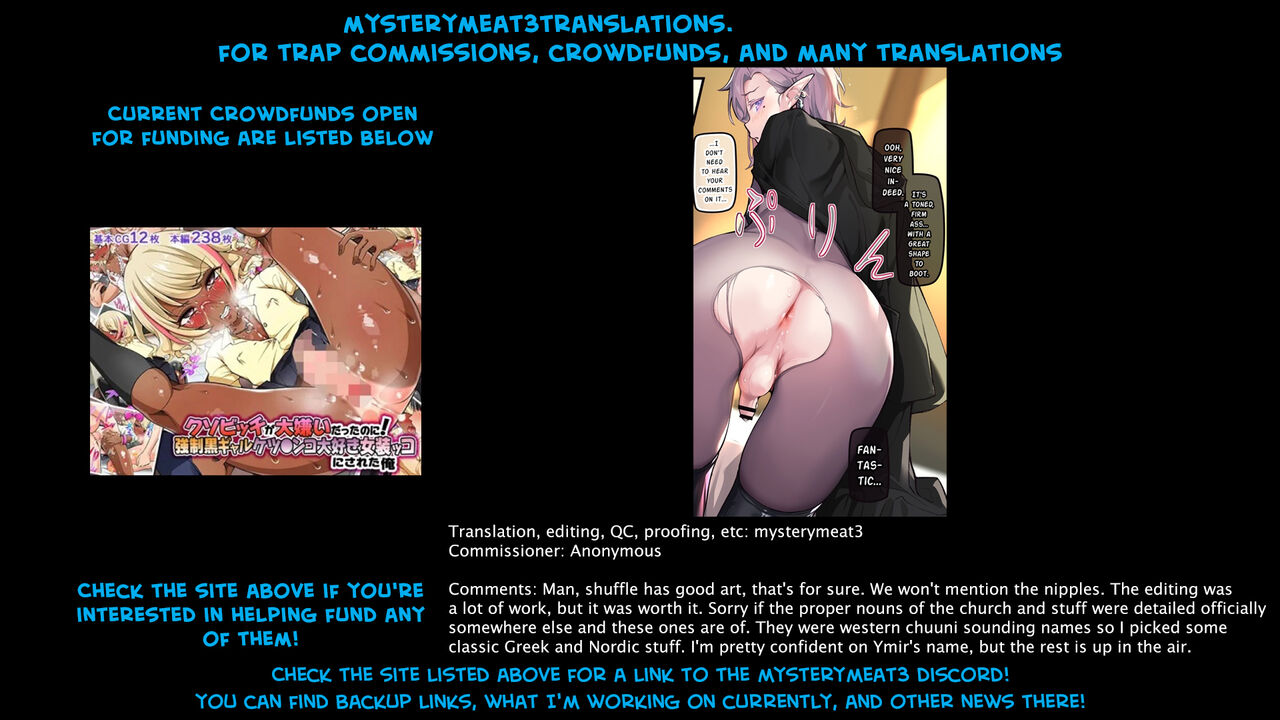 MYSTERYMEAT3TRANSLATIONS.
FOR TRAP COMMISSIONS, CROWDFUNDS, AND MANY TRANSLATIONS
CURRENT CROWDFUNDS OPEN
FOR FUNDING ARE LISTED BELOW
基本CG12枚 本編238枚
クソビッチが大嫌いだったのに!
強制黒ギャルケツ●ンコ大好き女装ッコ
にされた俺
...I
DON'T
NEED
TO HEAR
YOUR
COMMENTS
ON IT...
OOH,
VERY
NICE
IN-
DEED.
IT'S
A TONED,
FIRM
ASS...
WITH A
GREAT
SHAPE
TO
BOOT.
ぷりん
FAN-
TAS-
TIC...
Translation, editing, QC, proofing, etc: mysterymeat3
Commissioner: Anonymous
Comments: Man, shuffle has good art, that's for sure. We won't mention the nipples. The editing was
a lot of work, but it was worth it. Sorry if the proper nouns of the church and stuff were detailed officially
somewhere else and these ones are of. They were western chuuni sounding names so I picked some
classic Greek and Nordic stuff. I'm pretty confident on Ymir's name, but the rest is up in the air.
CHECK THE SITE ABOVE IF YOU'RE
INTERESTED IN HELPING FUND ANY
OF THEM!
CHECK THE SITE LISTED ABOVE FOR A LINK TO THE MYSTERYMEAT3 DISCORD!
YOU CAN FIND BACKUP LINKS, WHAT I'M WORKING ON CURRENTLY, AND OTHER NEWS THERE!